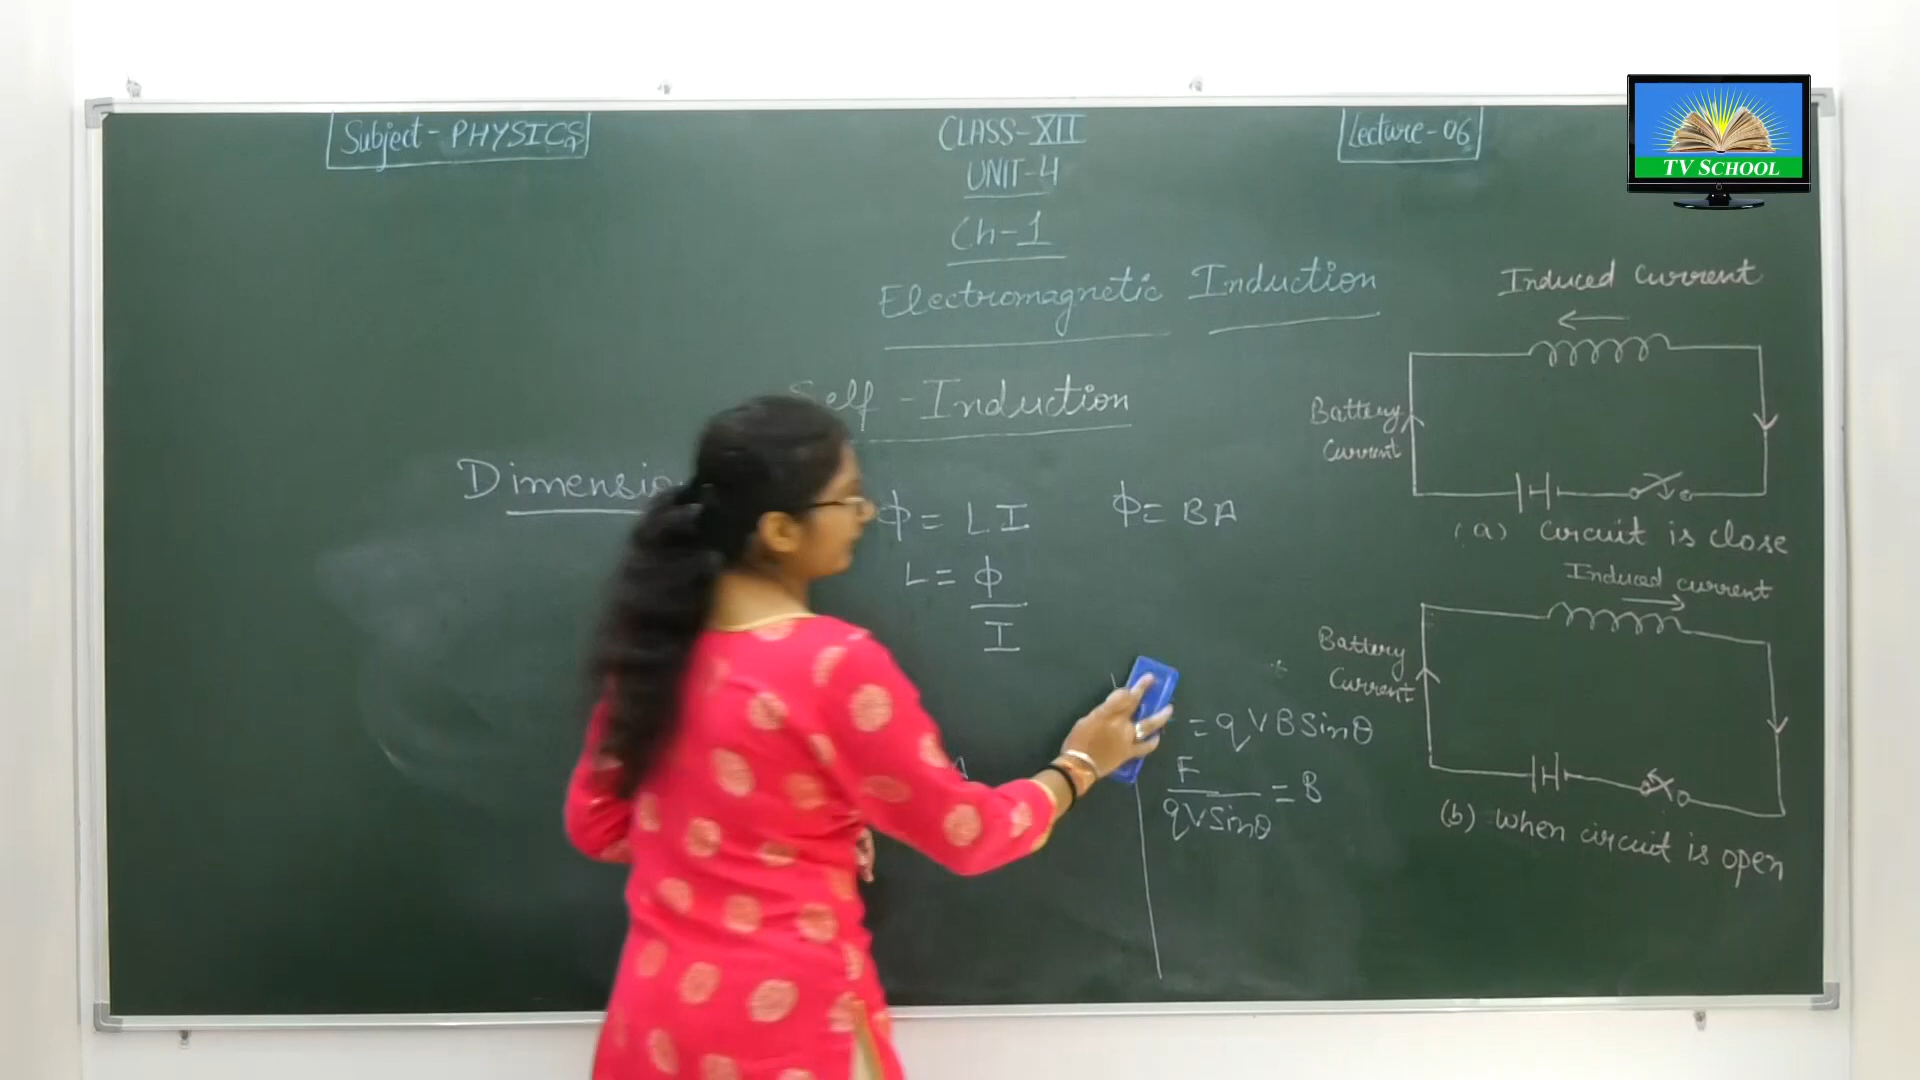 Subject - PHYSICS
CLASS-XII
UNIT-4
Ch-1
Electromagnetic Induction
Lecture-06
TV SCHOOL
Self-Induction
Dimension
Φ = LI
L = Φ
I
Φ = BA
= qVBSinθ
F
qVSinθ
= B
Induced Current
Battery
Current
(a) circuit is close
Induced current
Battery
Current
(b) When circuit is open